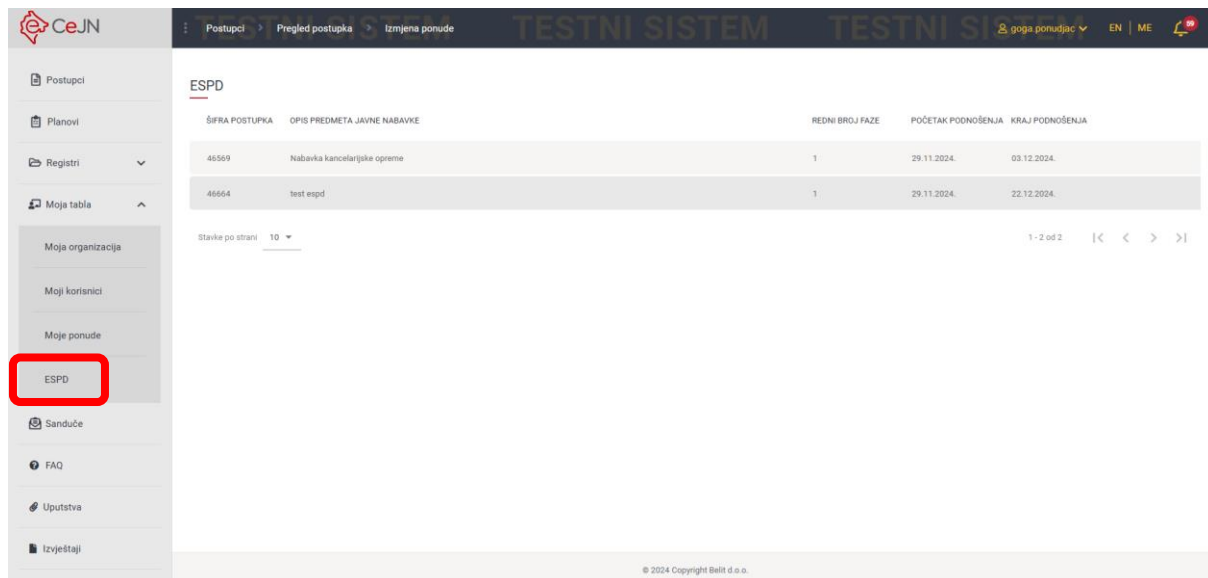 CeJN
Postupci > Pregled postupka > Izmjena ponude
TESTNI SISTEM TESTNI SISTEM TESTNI SISTEM
goga ponudjac EN | ME 99
Postupci
Planovi
Registri
Moja tabla
Moja organizacija
Moji korisnici
Moje ponude
ESPD
Sanduče
FAQ
Uputstva
Izvještaji
ESPD
ŠIFRA POSTUPKA OPIS PREDMETA JAVNE NABAVKE REDNI BROJ FAZE POČETAK PODNOŠENJA KRAJ PODNOŠENJA
46569 Nabavka kancelarijske opreme 1 29.11.2024. 03.12.2024.
46664 test espd 1 29.11.2024. 22.12.2024.
Stavke po strani 10 1 - 2 od 2 |< < > >|
© 2024 Copyright Belit d.o.o.